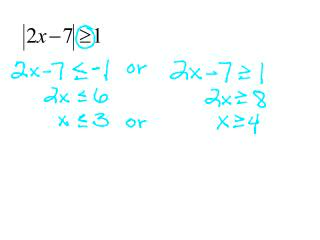 |2x−7| ≥ 1
2x−7 ≤ −1 or 2x−7 ≥ 1
2x ≤ 6 2x ≥ 8
x ≤ 3 or x ≥ 4